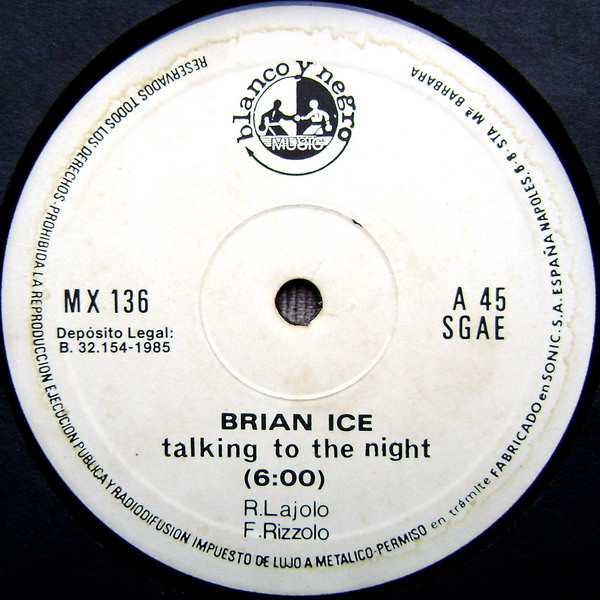 blanco y negro
MUSIC
MX 136
Depósito Legal:
B. 32.154-1985
A 45
SGAE
BRIAN ICE
talking to the night
(6:00)
R.Lajolo
F.Rizzolo
RESERVADOS TODOS LOS DERECHOS-PROHIBIDA LA REPRODUCCION EJECUCION PUBLICA Y RADIODIFUSION IMPUESTO DE LUJO A METALICO-PERMISO en trámite FABRICADO en SONIC. S.A. ESPAÑA NAPOLES, 6-8-STA Mª BARBARA